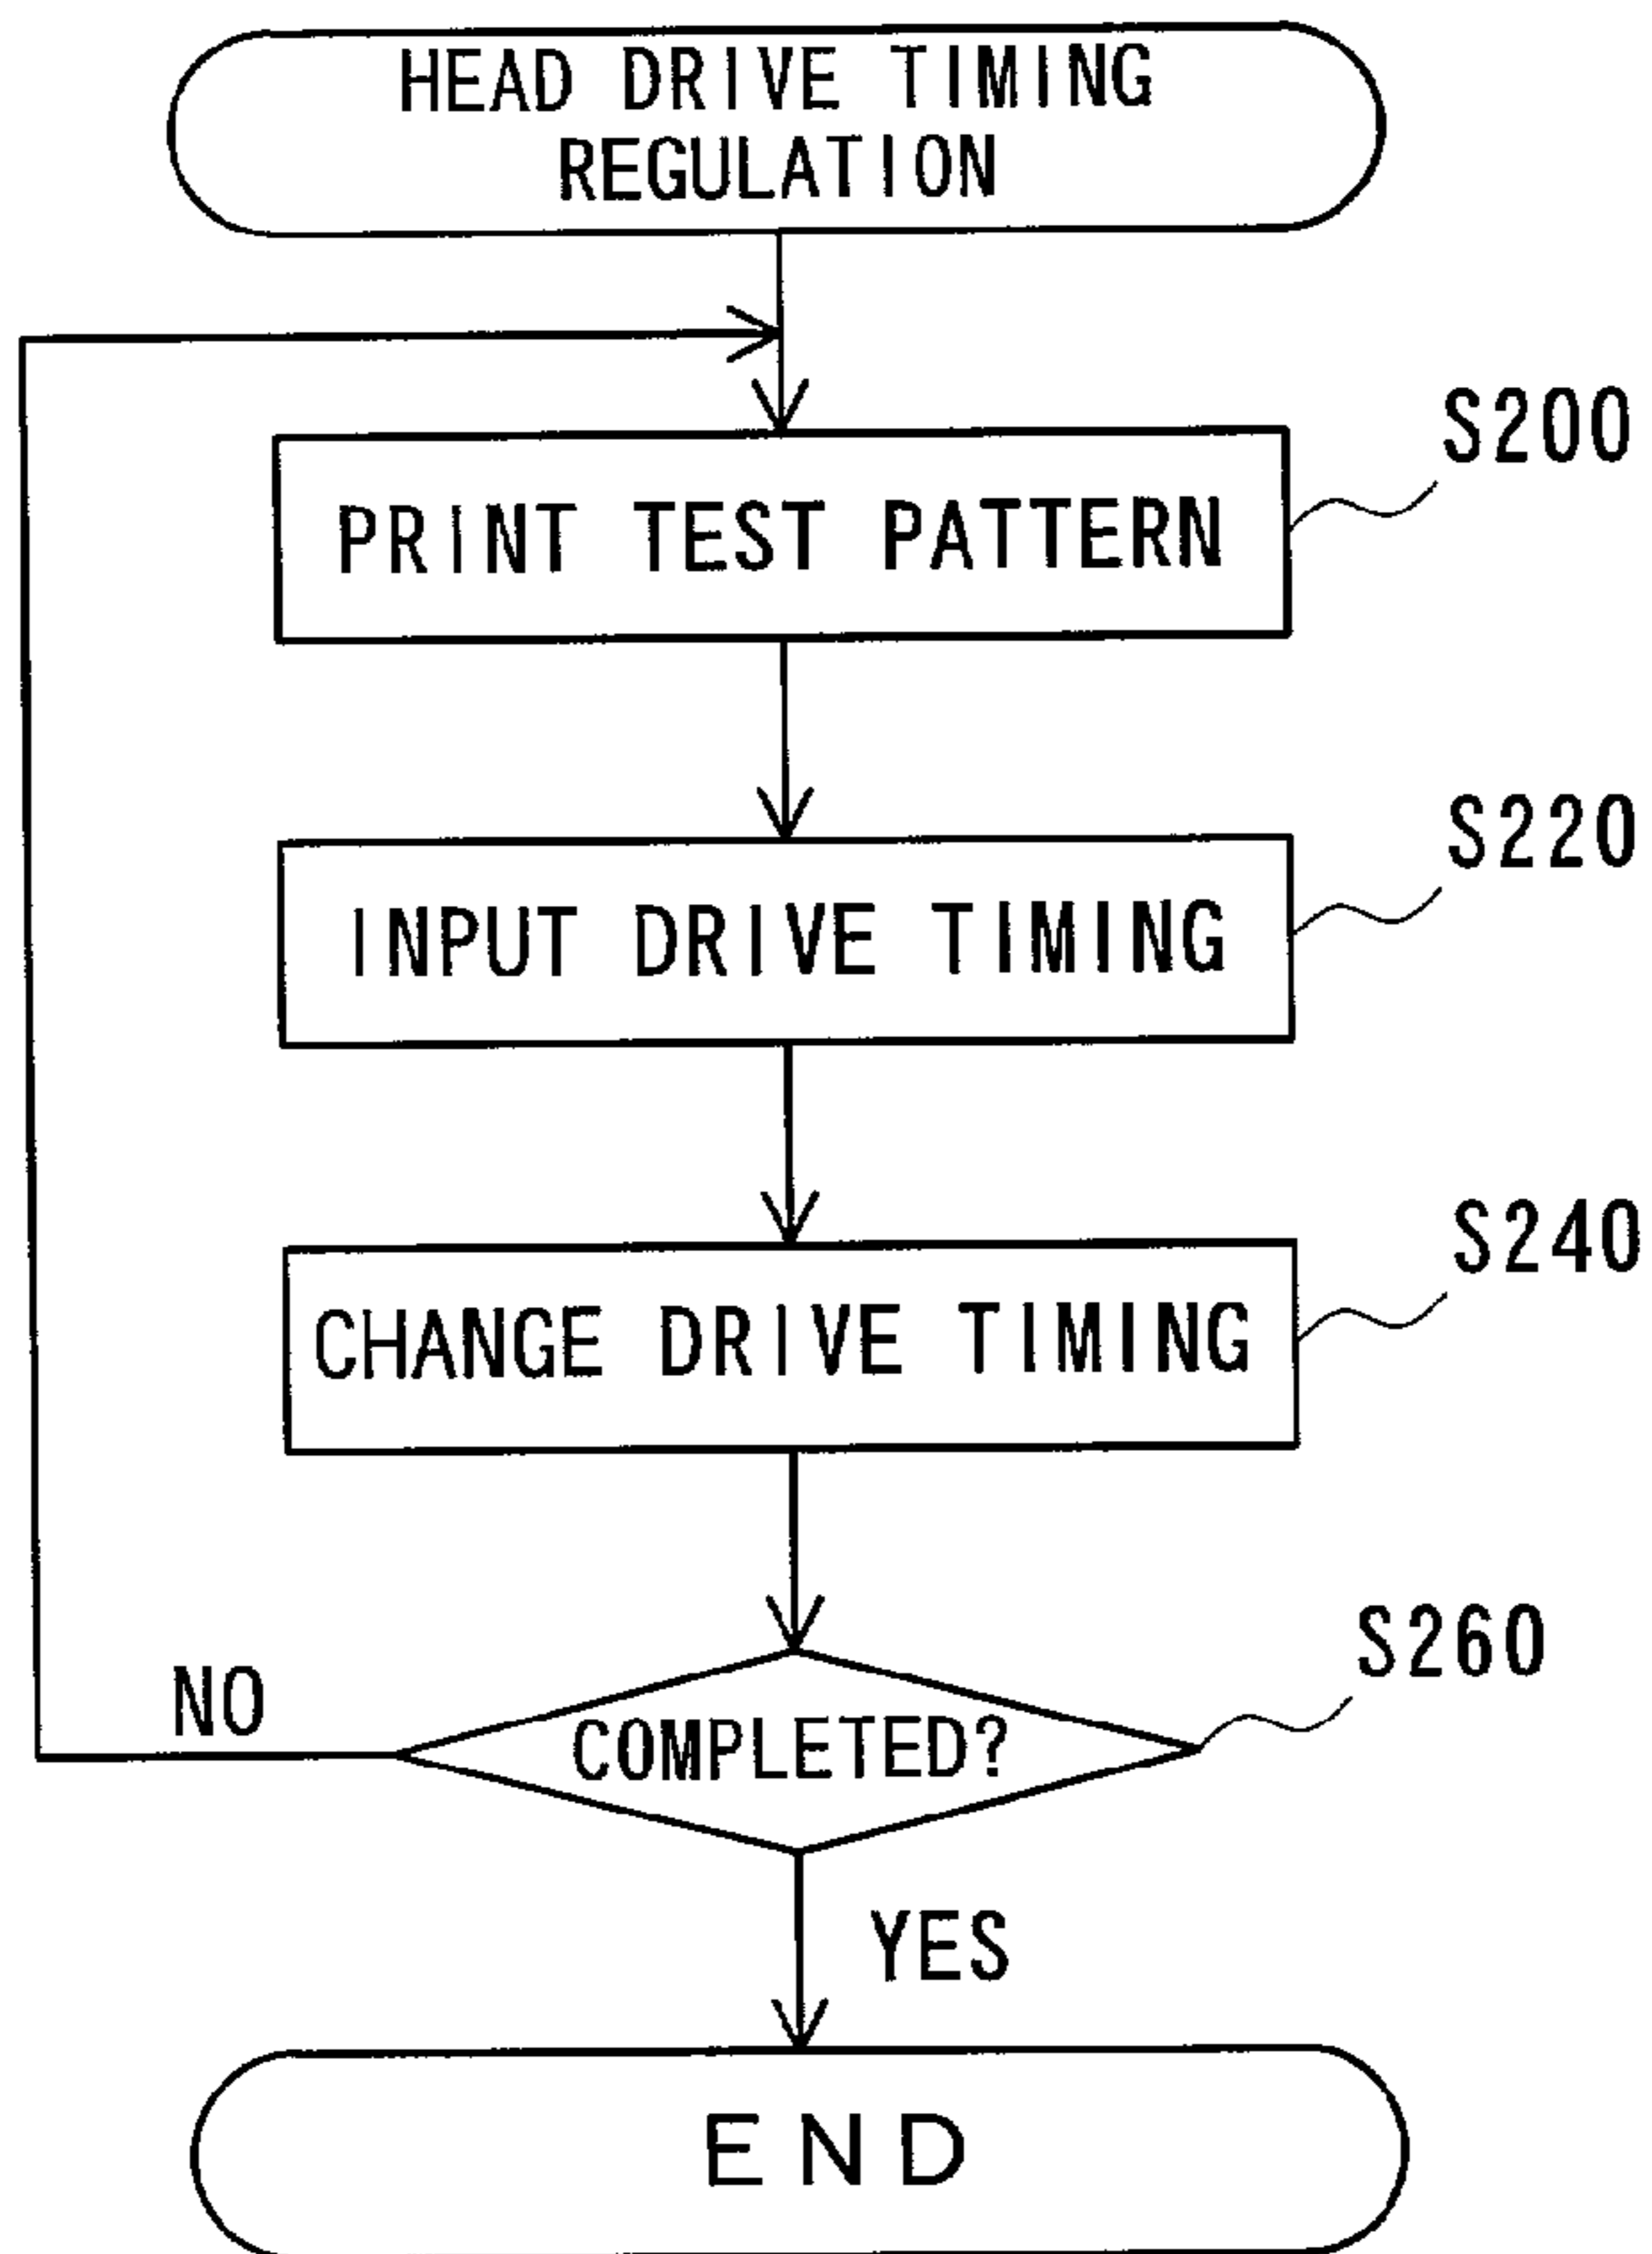 HEAD DRIVE TIMING
REGULATION
S200
PRINT TEST PATTERN
S220
INPUT DRIVE TIMING
S240
CHANGE DRIVE TIMING
S260
NO
COMPLETED?
YES
END